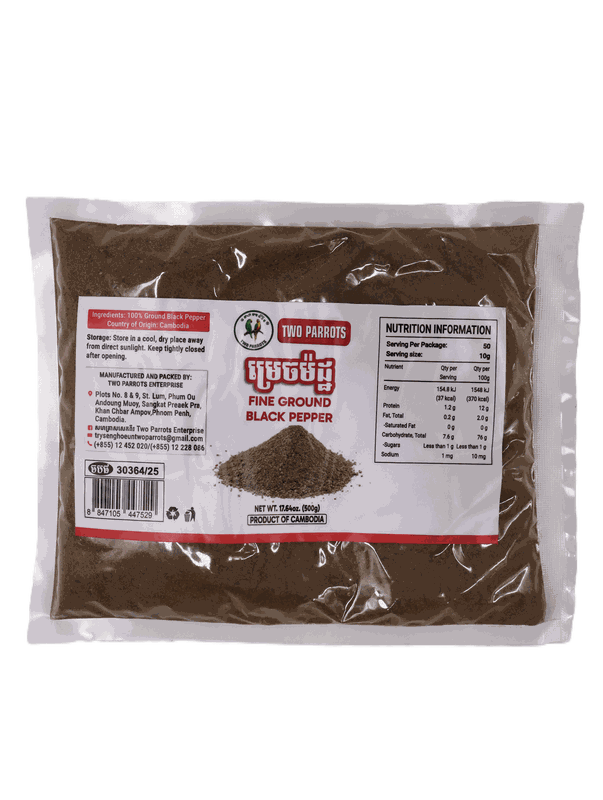 Ingredients: 100% Ground Black Pepper
Country of Origin: Cambodia
Storage: Store in a cool, dry place away
from direct sunlight. Keep tightly closed
after opening.
MANUFACTURED AND PACKED BY:
TWO PARROTS ENTERPRISE
Plots No. 8 & 9, St. Lum, Phum Ou
Andoung Muoy, Sangkat Preaek Pra,
Khan Chbar Ampov, Phnom Penh,
Cambodia.
Two Parrots Enterprise
trysenghoeuntwoparrots@gmail.com
(+855) 12 452 020/(+855) 12 228 086
30364/25
8 847105 447529
TWO PARROTS
TWO PARROTS
ម្រេចម៉ដ្ឋ
FINE GROUND
BLACK PEPPER
NET WT. 17.64oz. (500g)
PRODUCT OF CAMBODIA
NUTRITION INFORMATION
Serving Per Package: 50
Serving size: 10g
Nutrient Qty per Qty per
Serving 100g
Energy 154.8 kJ 1548 kJ
(37 kcal) (370 kcal)
Protein 1.2 g 12 g
Fat, Total 0.2 g 2.0 g
-Saturated Fat 0 g 0 g
Carbohydrate, Total 7.6 g 76 g
-Sugars Less than 1 g Less than 1 g
Sodium 1 mg 10 mg